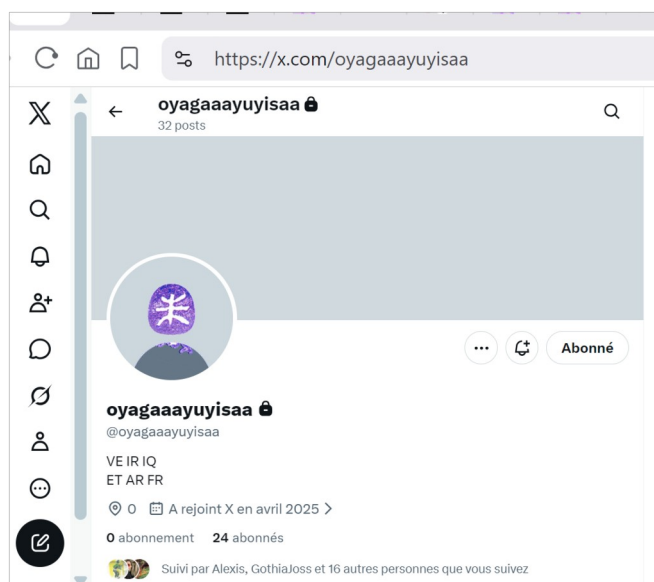 https://x.com/oyagaaayuyisaa
oyagaaayuyisaa
32 posts
Abonné
oyagaaayuyisaa
@oyagaaayuyisaa
VE IR IQ
ET AR FR
0 A rejoint X en avril 2025
0 abonnement 24 abonnés
Suivi par Alexis, GothiaJoss et 16 autres personnes que vous suivez